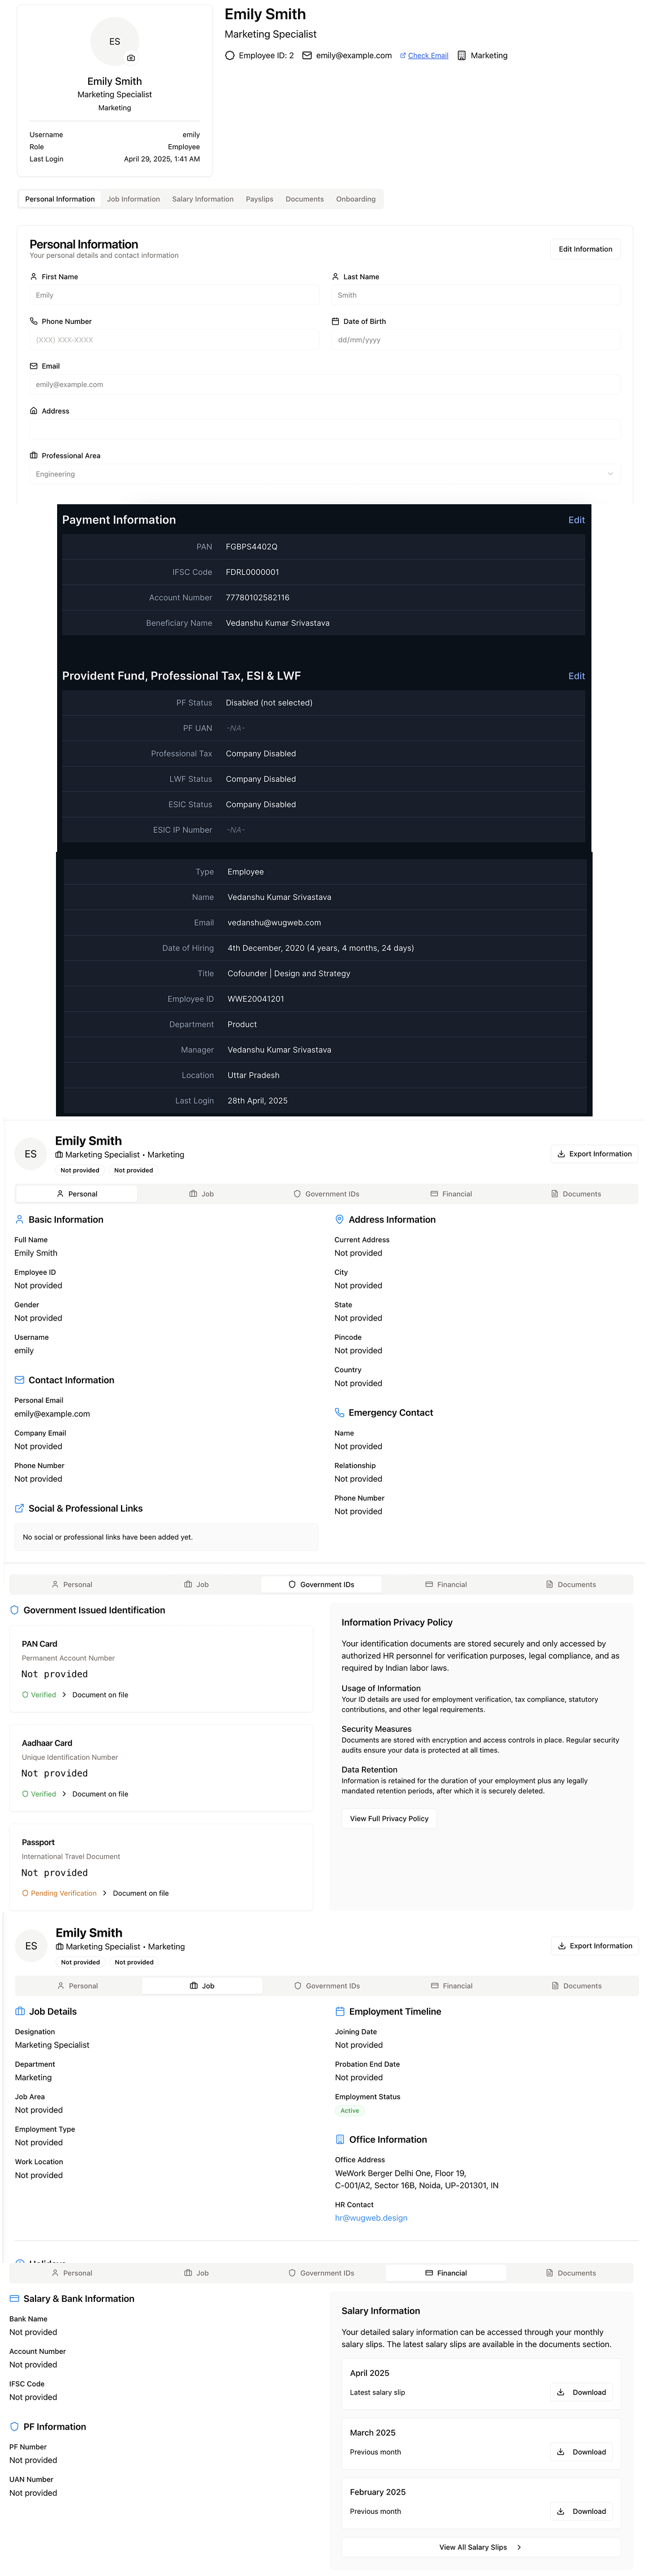 ES
Emily Smith
Marketing Specialist
Marketing
Username emily
Role Employee
Last Login April 29, 2025, 1:41 AM
Emily Smith
Marketing Specialist
Employee ID: 2 emily@example.com Check Email Marketing
Personal Information Job Information Salary Information Payslips Documents Onboarding
Personal Information
Your personal details and contact information
Edit Information
First Name Last Name
Emily Smith
Phone Number Date of Birth
(XXX) XXX-XXXX dd/mm/yyyy
Email
emily@example.com
Address
Professional Area
Engineering
Payment Information Edit
PAN FGBPS4402Q
IFSC Code FDRL0000001
Account Number 77780102582116
Beneficiary Name Vedanshu Kumar Srivastava
Provident Fund, Professional Tax, ESI & LWF Edit
PF Status Disabled (not selected)
PF UAN -NA-
Professional Tax Company Disabled
LWF Status Company Disabled
ESIC Status Company Disabled
ESIC IP Number -NA-
Type Employee
Name Vedanshu Kumar Srivastava
Email vedanshu@wugweb.com
Date of Hiring 4th December, 2020 (4 years, 4 months, 24 days)
Title Cofounder | Design and Strategy
Employee ID WWE20041201
Department Product
Manager Vedanshu Kumar Srivastava
Location Uttar Pradesh
Last Login 28th April, 2025
ES
Emily Smith
Marketing Specialist • Marketing
Not provided Not provided
Export Information
Personal Job Government IDs Financial Documents
Basic Information
Full Name
Emily Smith
Employee ID
Not provided
Gender
Not provided
Username
emily
Contact Information
Personal Email
emily@example.com
Company Email
Not provided
Phone Number
Not provided
Social & Professional Links
No social or professional links have been added yet.
Address Information
Current Address
Not provided
City
Not provided
State
Not provided
Pincode
Not provided
Country
Not provided
Emergency Contact
Name
Not provided
Relationship
Not provided
Phone Number
Not provided
Personal Job Government IDs Financial Documents
Government Issued Identification
PAN Card
Permanent Account Number
Not provided
Verified Document on file
Aadhaar Card
Unique Identification Number
Not provided
Verified Document on file
Passport
International Travel Document
Not provided
Pending Verification Document on file
Information Privacy Policy
Your identification documents are stored securely and only accessed by
authorized HR personnel for verification purposes, legal compliance, and as
required by Indian labor laws.
Usage of Information
Your ID details are used for employment verification, tax compliance, statutory
contributions, and other legal requirements.
Security Measures
Documents are stored with encryption and access controls in place. Regular security
audits ensure your data is protected at all times.
Data Retention
Information is retained for the duration of your employment plus any legally
mandated retention periods, after which it is securely deleted.
View Full Privacy Policy
ES
Emily Smith
Marketing Specialist • Marketing
Not provided Not provided
Export Information
Personal Job Government IDs Financial Documents
Job Details
Designation
Marketing Specialist
Department
Marketing
Job Area
Not provided
Employment Type
Not provided
Work Location
Not provided
Employment Timeline
Joining Date
Not provided
Probation End Date
Not provided
Employment Status
Active
Office Information
Office Address
WeWork Berger Delhi One, Floor 19,
C-001/A2, Sector 16B, Noida, UP-201301, IN
HR Contact
hr@wugweb.design
Holidays
Personal Job Government IDs Financial Documents
Salary & Bank Information
Bank Name
Not provided
Account Number
Not provided
IFSC Code
Not provided
PF Information
PF Number
Not provided
UAN Number
Not provided
Salary Information
Your detailed salary information can be accessed through your monthly
salary slips. The latest salary slips are available in the documents section.
April 2025
Latest salary slip Download
March 2025
Previous month Download
February 2025
Previous month Download
View All Salary Slips